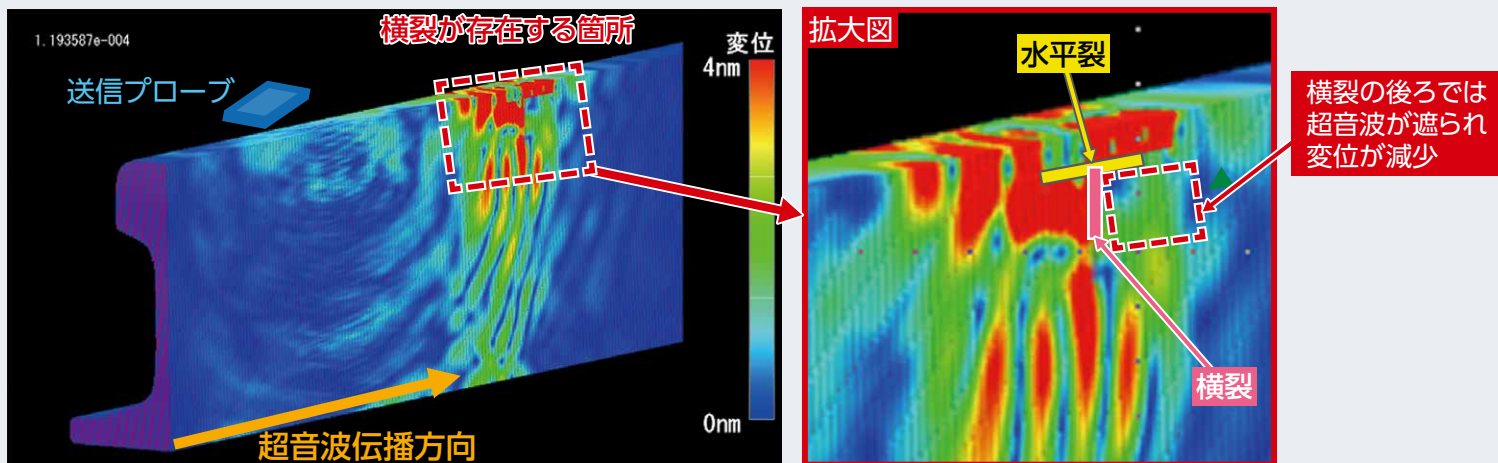 1.193587e-004
横裂が存在する箇所
送信プローブ
変位
4nm
0nm
超音波伝播方向
拡大図
水平裂
横裂
横裂の後ろでは
超音波が遮られ
変位が減少